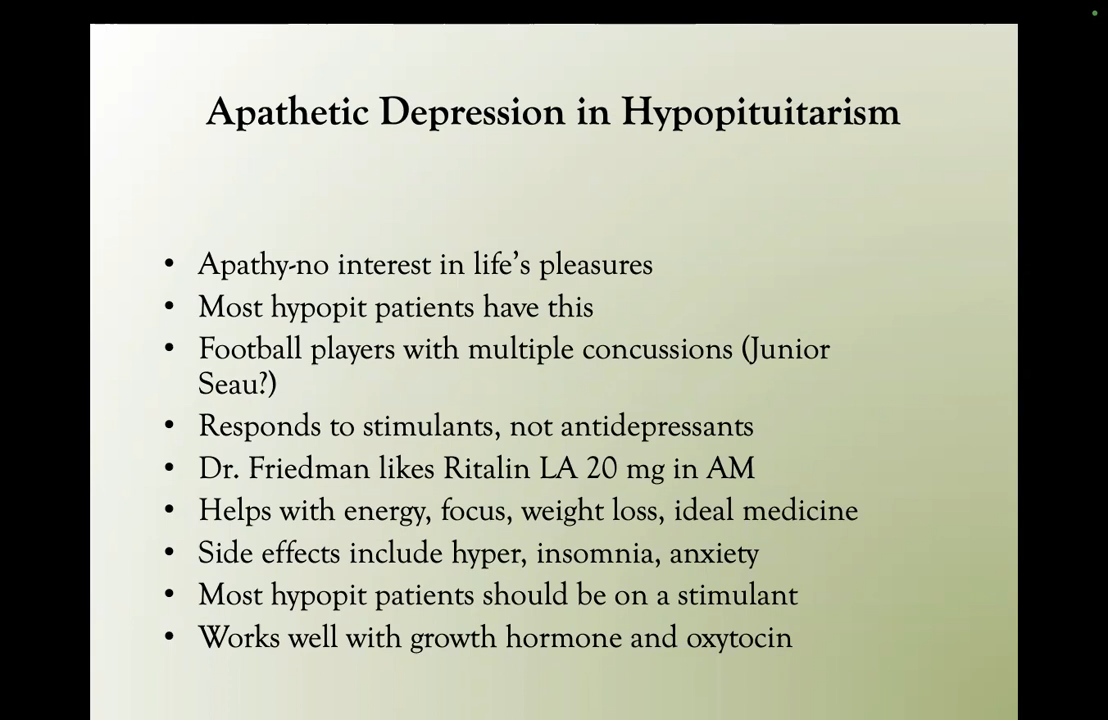 Apathetic Depression in Hypopituitarism
• Apathy-no interest in life’s pleasures
• Most hypopit patients have this
• Football players with multiple concussions (Junior
Seau?)
• Responds to stimulants, not antidepressants
• Dr. Friedman likes Ritalin LA 20 mg in AM
• Helps with energy, focus, weight loss, ideal medicine
• Side effects include hyper, insomnia, anxiety
• Most hypopit patients should be on a stimulant
• Works well with growth hormone and oxytocin